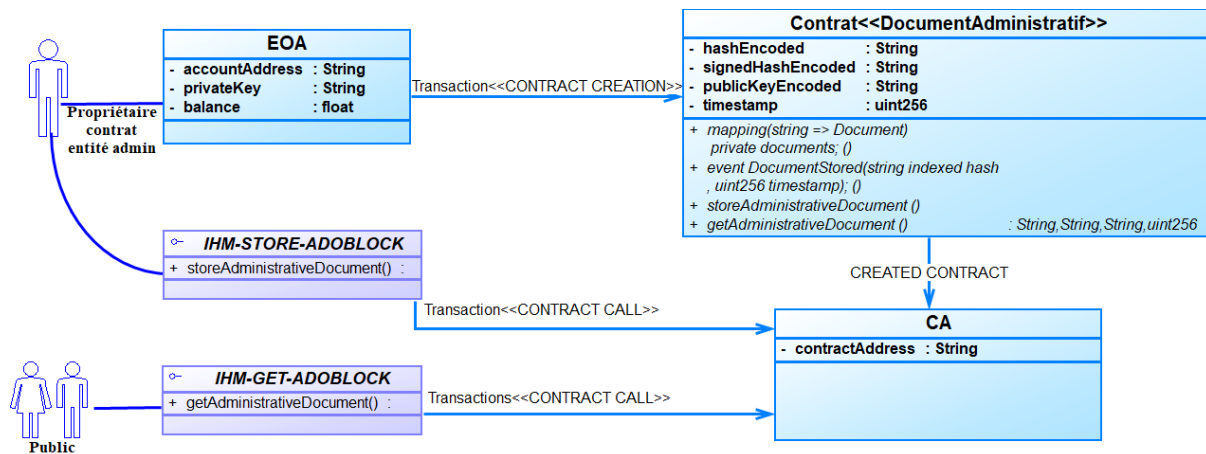 EOA
- accountAddress : String
- privateKey : String
- balance : float
Propriétaire
contrat
entité admin
Transaction<<CONTRACT CREATION>>
Contrat<<DocumentAdministratif>>
- hashEncoded : String
- signedHashEncoded : String
- publicKeyEncoded : String
- timestamp : uint256
+ mapping(string => Document)
private documents; ()
+ event DocumentStored(string indexed hash
, uint256 timestamp); ()
+ storeAdministrativeDocument ()
+ getAdministrativeDocument () : String,String,String,uint256
IHM-STORE-ADOBLOCK
+ storeAdministrativeDocument() :
CREATED CONTRACT
Transaction<<CONTRACT CALL>>
CA
- contractAddress : String
IHM-GET-ADOBLOCK
+ getAdministrativeDocument() :
Transactions<<CONTRACT CALL>>
Public